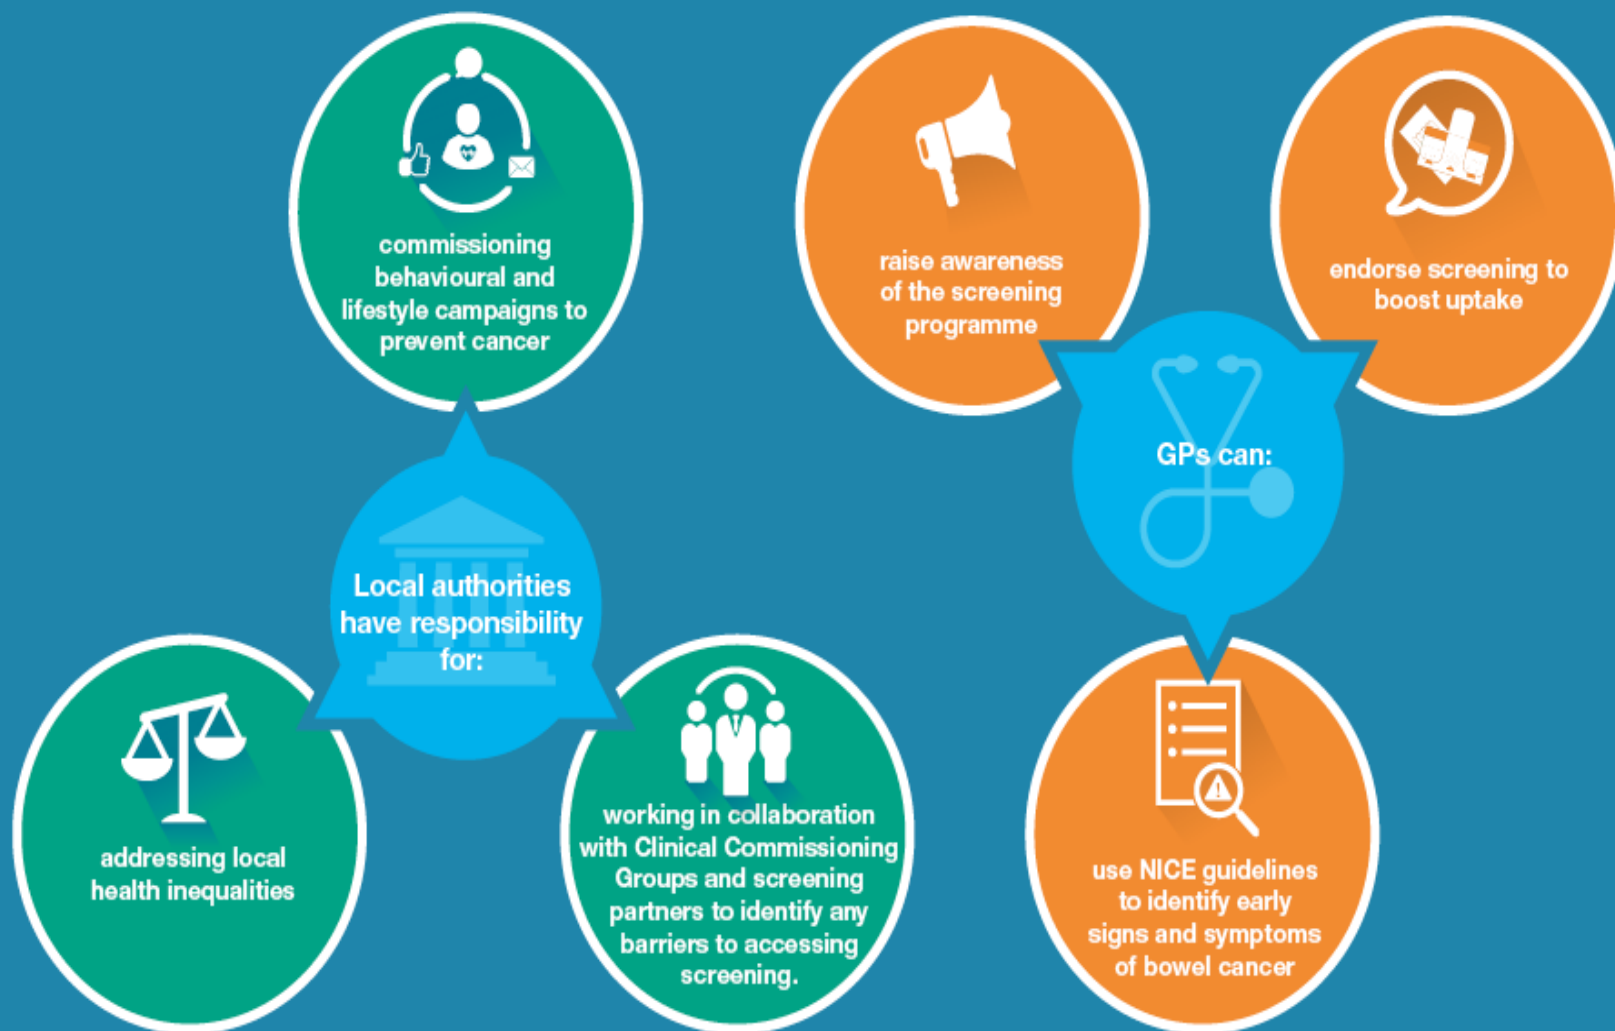 commissioning
behavioural and
lifestyle campaigns to
prevent cancer
Local authorities
have responsibility
for:
addressing local
health inequalities
working in collaboration
with Clinical Commissioning
Groups and screening
partners to identify any
barriers to accessing
screening.
raise awareness
of the screening
programme
endorse screening to
boost uptake
GPs can:
use NICE guidelines
to identify early
signs and symptoms
of bowel cancer